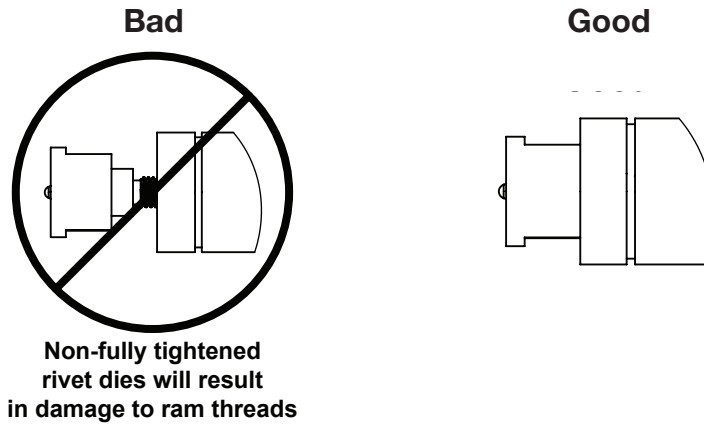 Bad
Good
Non-fully tightened
rivet dies will result
in damage to ram threads